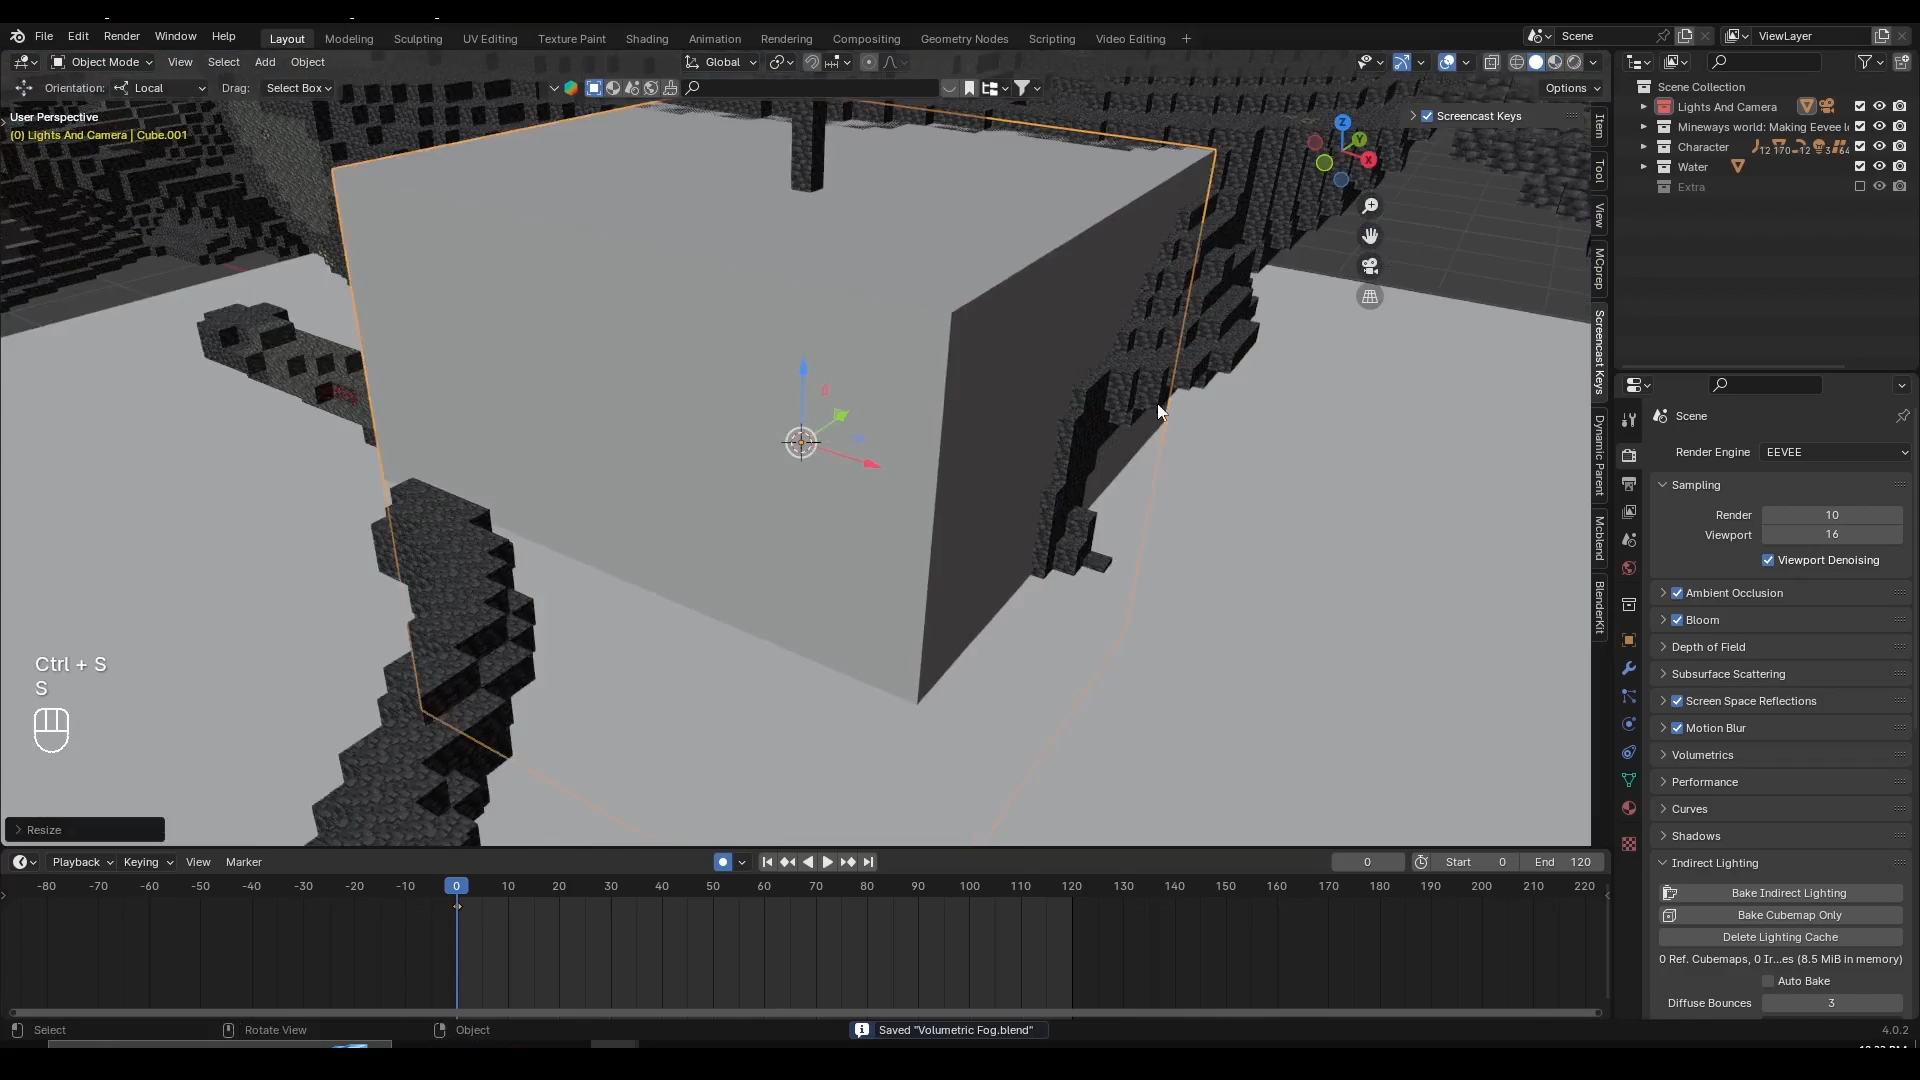 File Edit Render Window Help Layout Modeling Sculpting UV Editing Texture Paint Shading Animation Rendering Compositing Geometry Nodes Scripting Video Editing + Scene ViewLayer
Object Mode View Select Add Object Global
Orientation: Local Drag: Select Box Options
User Perspective
(0) Lights And Camera | Cube.001
Screencast Keys
Z
Y
X
Item
Tool
View
MCprep
Screencast Keys
Dynamic Parent
Mcblend
BlenderKit
Ctrl + S
S
Resize
Scene Collection
Lights And Camera
Mineways world: Making Eevee l
Character 12 170 12 3 64
Water
Extra
Scene
Render Engine EEVEE
Sampling
Render 10
Viewport 16
Viewport Denoising
Ambient Occlusion
Bloom
Depth of Field
Subsurface Scattering
Screen Space Reflections
Motion Blur
Volumetrics
Performance
Curves
Shadows
Indirect Lighting
Bake Indirect Lighting
Bake Cubemap Only
Delete Lighting Cache
0 Ref. Cubemaps, 0 Ir...es (8.5 MiB in memory)
Auto Bake
Diffuse Bounces 3
Playback Keying View Marker 0 Start 0 End 120
-80 -70 -60 -50 -40 -30 -20 -10 0 10 20 30 40 50 60 70 80 90 100 110 120 130 140 150 160 170 180 190 200 210 220
Select Rotate View Object Saved "Volumetric Fog.blend" 4.0.2